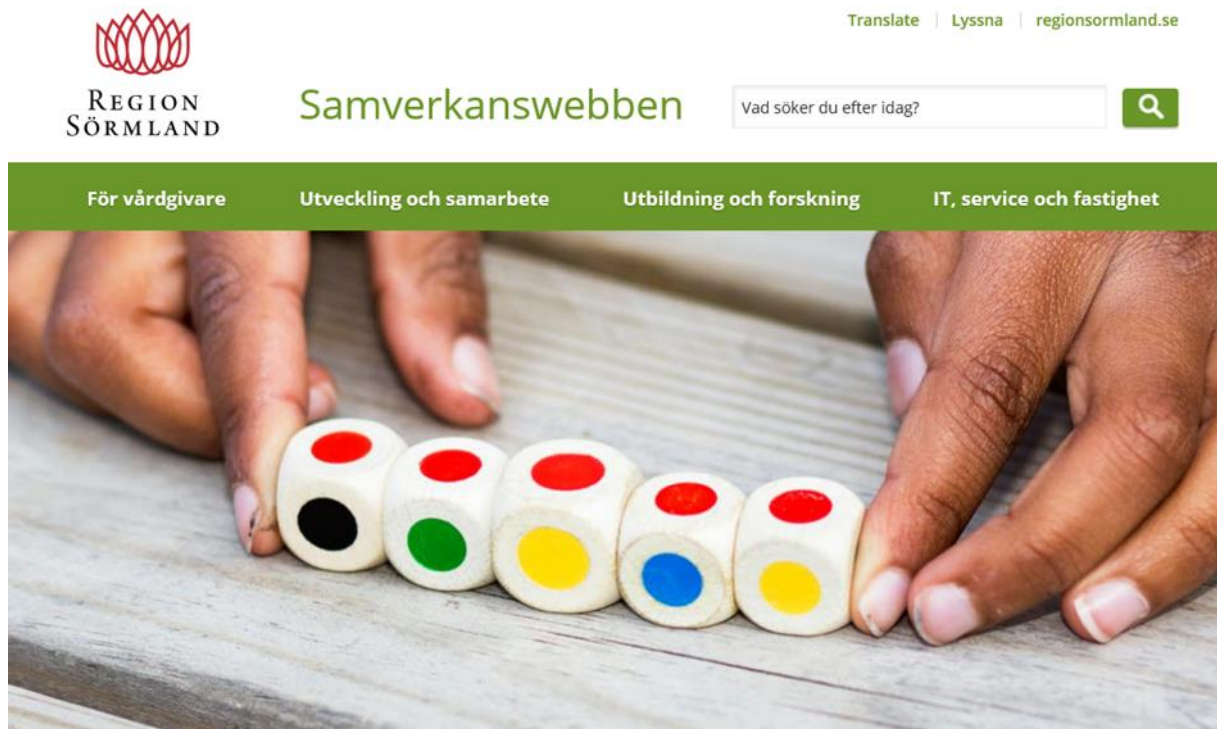 Translate | Lyssna | regionsormland.se
REGION
SÖRMLAND
Samverkanswebben
Vad söker du efter idag?
För vårdgivare
Utveckling och samarbete
Utbildning och forskning
IT, service och fastighet